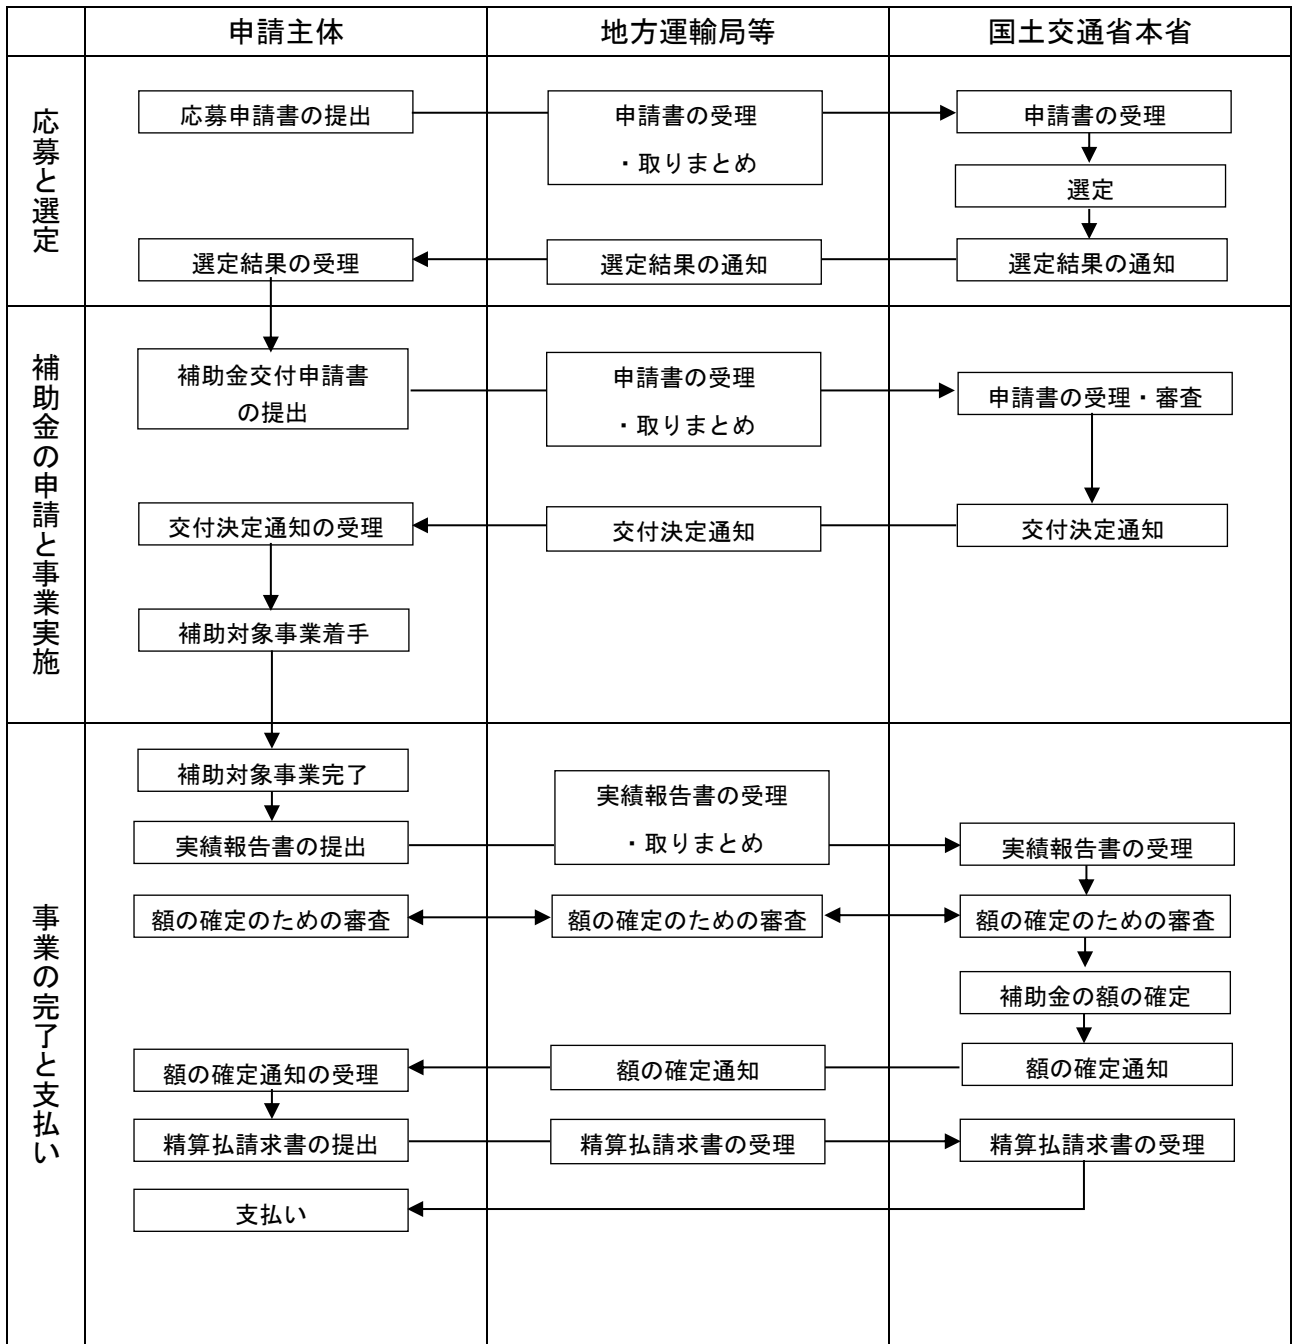 申請主体
地方運輸局等
国土交通省本省
応募と選定
応募申請書の提出
申請書の受理
・取りまとめ
申請書の受理
選定
選定結果の受理
選定結果の通知
選定結果の通知
補助金の申請と事業実施
補助金交付申請書
の提出
申請書の受理
・取りまとめ
申請書の受理・審査
交付決定通知の受理
交付決定通知
交付決定通知
補助対象事業着手
事業の完了と支払い
補助対象事業完了
実績報告書の提出
実績報告書の受理
・取りまとめ
実績報告書の受理
額の確定のための審査
額の確定のための審査
額の確定のための審査
補助金の額の確定
額の確定通知の受理
額の確定通知
額の確定通知
精算払請求書の提出
精算払請求書の受理
精算払請求書の受理
支払い